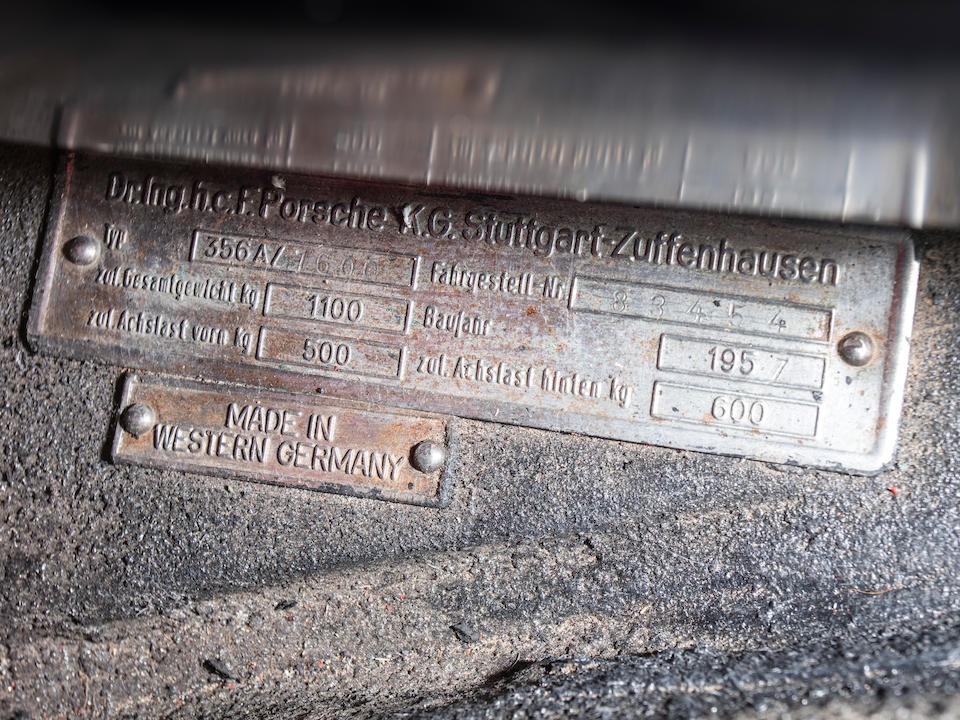 Dr.Ing.h.c.F.Porsche K.G. Stuttgart-Zuffenhausen
Typ 356A/1600 Fahrgestell-Nr. 83454
zul.Gesamtgewicht kg 1100 Baujahr 1957
zul.Achslast vorn kg 500 zul. Achslast hinten kg 600
MADE IN
WESTERN GERMANY